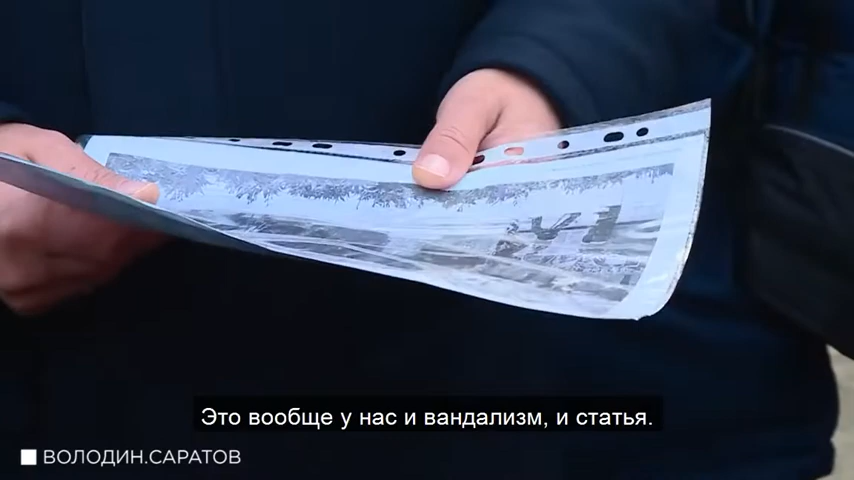 Это вообще у нас и вандализм, и статья.
ВОЛОДИН.САРАТОВ